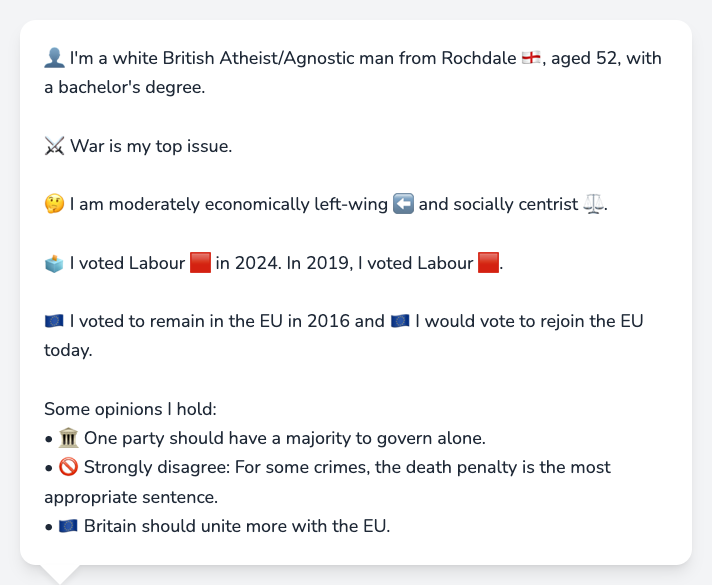 👤 I'm a white British Atheist/Agnostic man from Rochdale 🏴󠁧󠁢󠁥󠁮󠁧󠁿, aged 52, with
a bachelor's degree.
⚔️ War is my top issue.
🤔 I am moderately economically left-wing ⬅️ and socially centrist ⚖️.
🗳️ I voted Labour 🟥 in 2024. In 2019, I voted Labour 🟥.
🇪🇺 I voted to remain in the EU in 2016 and 🇪🇺 I would vote to rejoin the EU
today.
Some opinions I hold:
• 🏛️ One party should have a majority to govern alone.
• 🚫 Strongly disagree: For some crimes, the death penalty is the most
appropriate sentence.
• 🇪🇺 Britain should unite more with the EU.